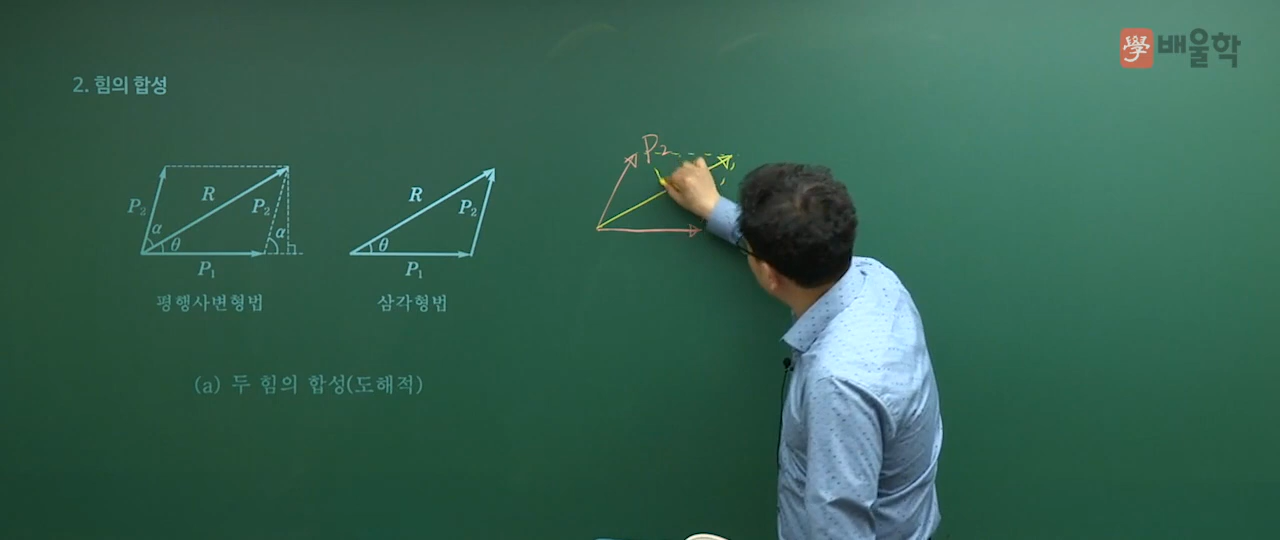 學 배울학
2. 힘의 합성
P₂ α R θ P₂ α P₁
평행사변형법
R θ P₂ P₁
삼각형법
(a) 두 힘의 합성(도해적)
P₂